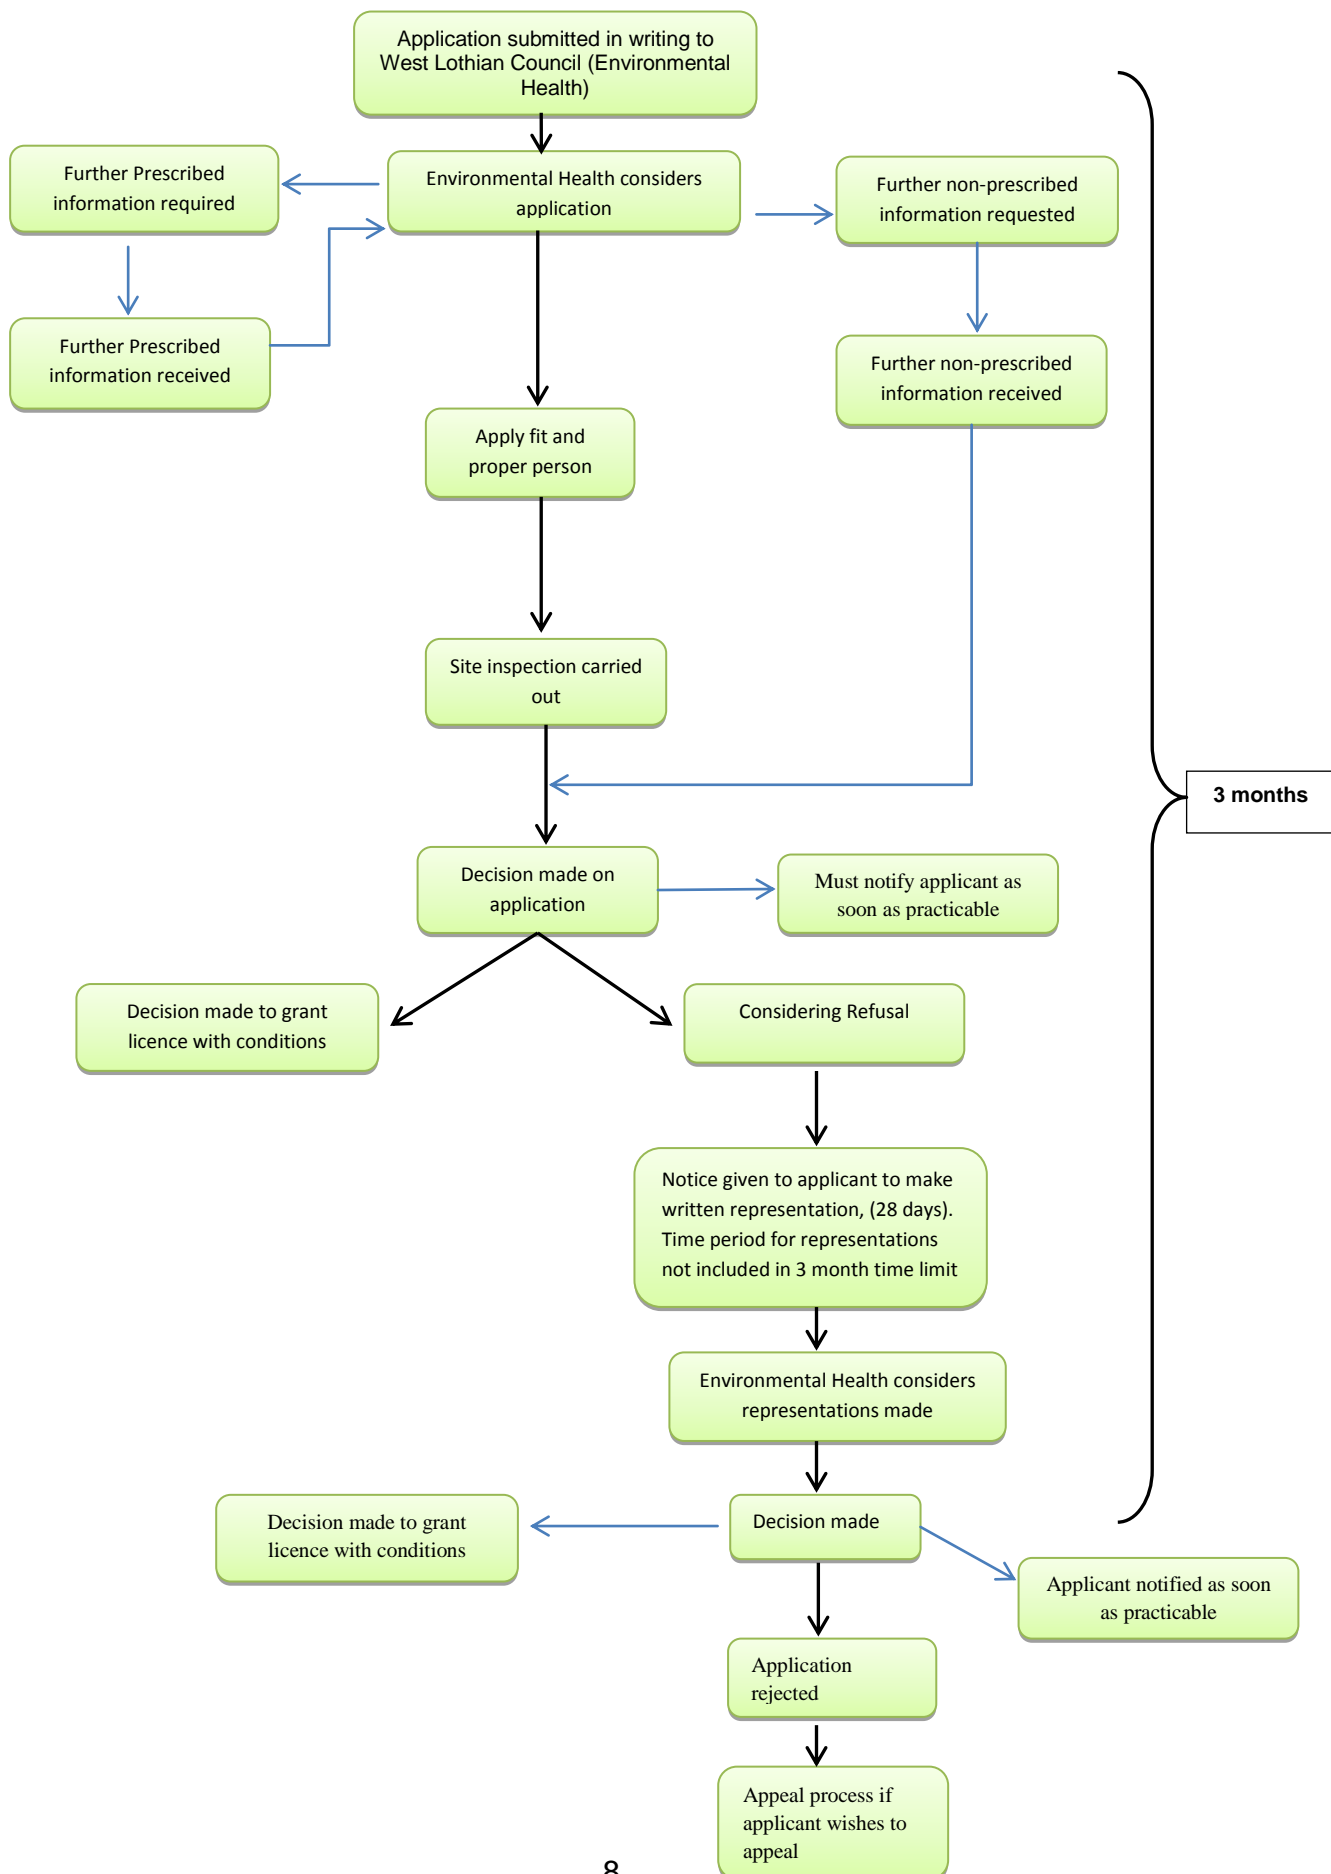 Application submitted in writing to
West Lothian Council (Environmental
Health)
Further Prescribed
information required
Environmental Health considers
application
Further non-prescribed
information requested
Further Prescribed
information received
Further non-prescribed
information received
Apply fit and
proper person
Site inspection carried
out
3 months
Decision made on
application
Must notify applicant as
soon as practicable
Decision made to grant
licence with conditions
Considering Refusal
Notice given to applicant to make
written representation, (28 days).
Time period for representations
not included in 3 month time limit
Environmental Health considers
representations made
Decision made to grant
licence with conditions
Decision made
Applicant notified as soon
as practicable
Application
rejected
Appeal process if
applicant wishes to
appeal
8